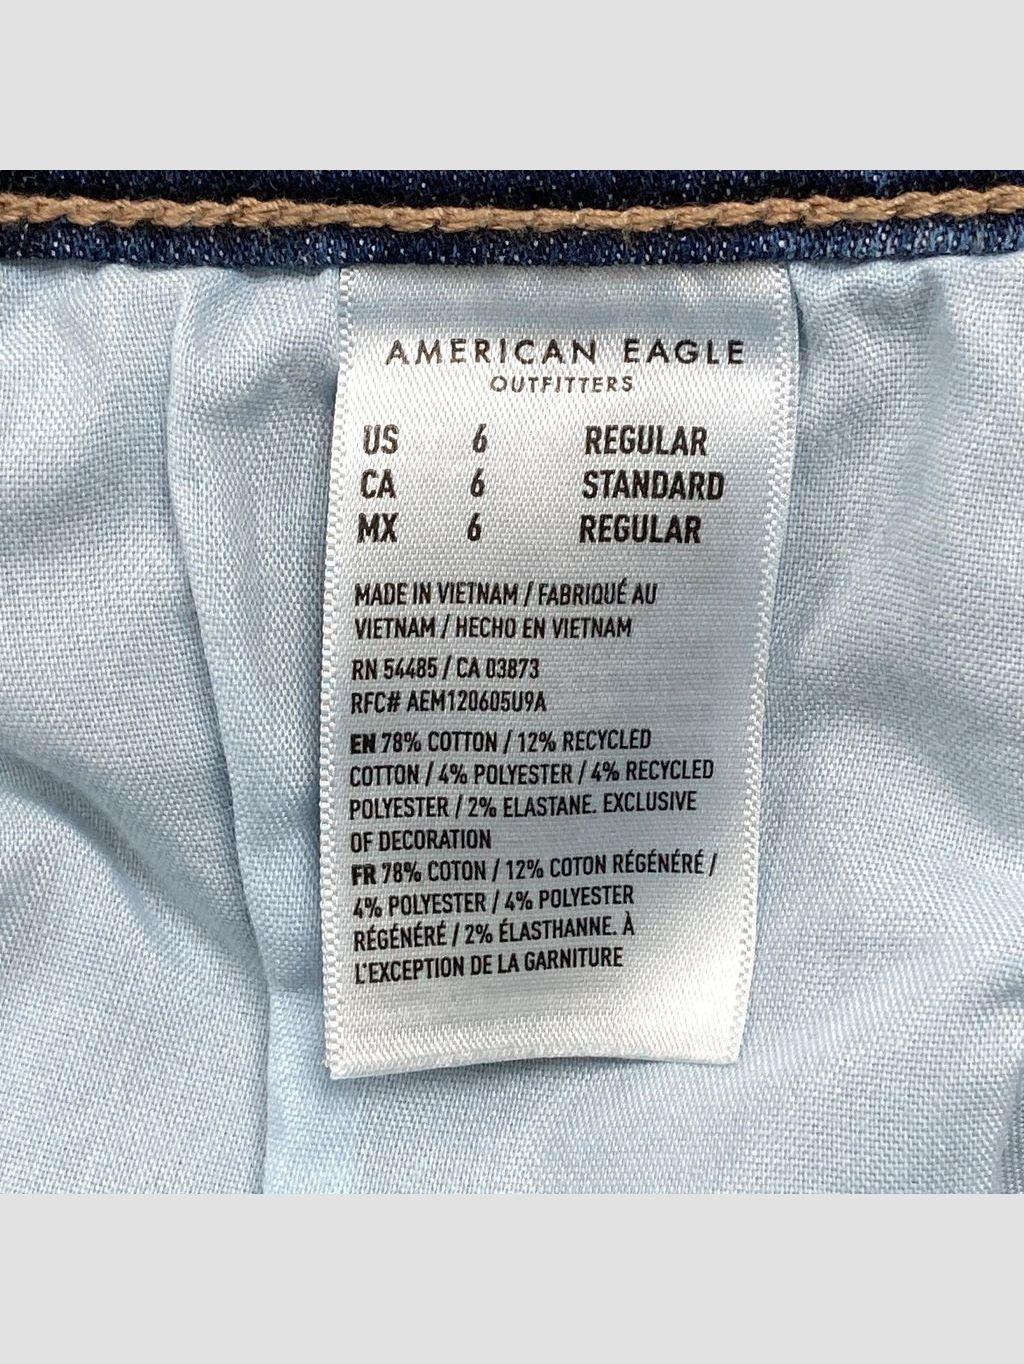 AMERICAN EAGLE
OUTFITTERS
US 6 REGULAR
CA 6 STANDARD
MX 6 REGULAR
MADE IN VIETNAM / FABRIQUÉ AU
VIETNAM / HECHO EN VIETNAM
RN 54485 / CA 03873
RFC# AEM120605U9A
EN 78% COTTON / 12% RECYCLED
COTTON / 4% POLYESTER / 4% RECYCLED
POLYESTER / 2% ELASTANE. EXCLUSIVE
OF DECORATION
FR 78% COTON / 12% COTON RÉGÉNÉRÉ /
4% POLYESTER / 4% POLYESTER
RÉGÉNÉRÉ / 2% ÉLASTHANNE. À
L'EXCEPTION DE LA GARNITURE